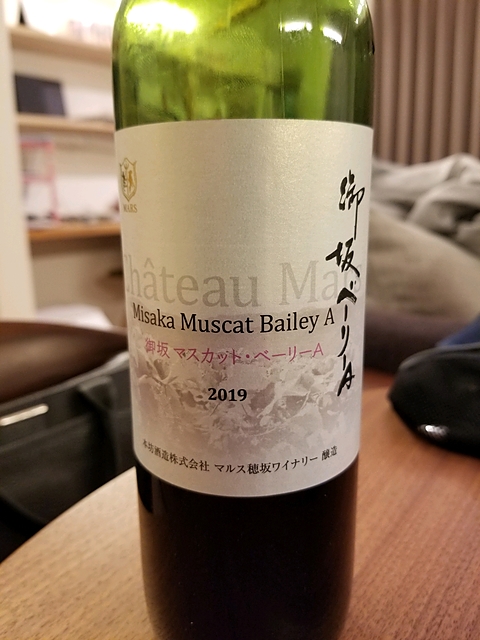 MARS
Château Mars
Misaka Muscat Bailey A
御坂 マスカット・ベーリーA
御坂ベーリーA
2019
本坊酒造株式会社 マルス穂坂ワイナリー 醸造